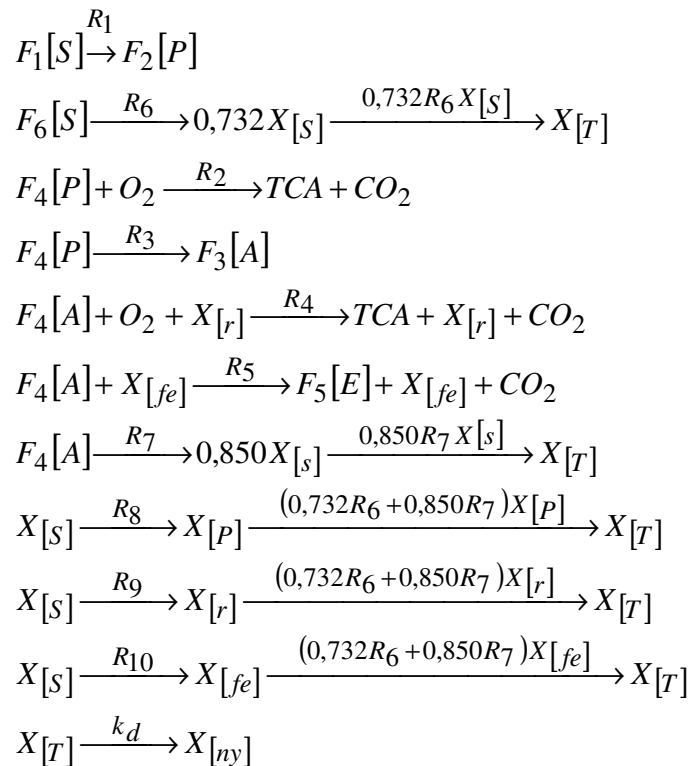 F₁[S] →(R₁) F₂[P]
F₆[S] →(R₆) 0,732X[S] →(0,732R₆X[S]) X[T]
F₄[P] + O₂ →(R₂) TCA + CO₂
F₄[P] →(R₃) F₃[A]
F₄[A] + O₂ + X[r] →(R₄) TCA + X[r] + CO₂
F₄[A] + X[fe] →(R₅) F₅[E] + X[fe] + CO₂
F₄[A] →(R₇) 0,850X[s] →(0,850R₇X[s]) X[T]
X[S] →(R₈) X[P] →((0,732R₆+0,850R₇)X[P]) X[T]
X[S] →(R₉) X[r] →((0,732R₆+0,850R₇)X[r]) X[T]
X[S] →(R₁₀) X[fe] →((0,732R₆+0,850R₇)X[fe]) X[T]
X[T] →(k_d) X[ny]